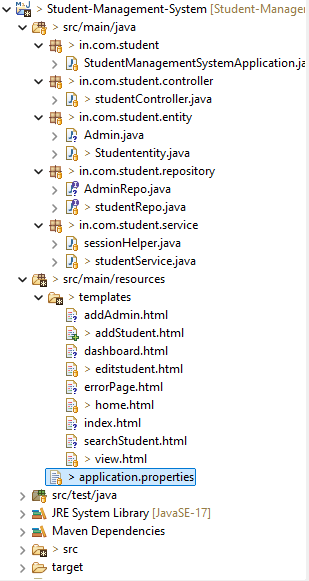 > Student-Management-System [Student-Manager
> src/main/java
> in.com.student
> StudentManagementSystemApplication.ja
> in.com.student.controller
> studentController.java
> in.com.student.entity
Admin.java
> Studententity.java
> in.com.student.repository
AdminRepo.java
> studentRepo.java
> in.com.student.service
sessionHelper.java
> studentService.java
> src/main/resources
> templates
addAdmin.html
> addStudent.html
dashboard.html
> editstudent.html
errorPage.html
> home.html
index.html
searchStudent.html
> view.html
> application.properties
src/test/java
JRE System Library [JavaSE-17]
Maven Dependencies
> src
target